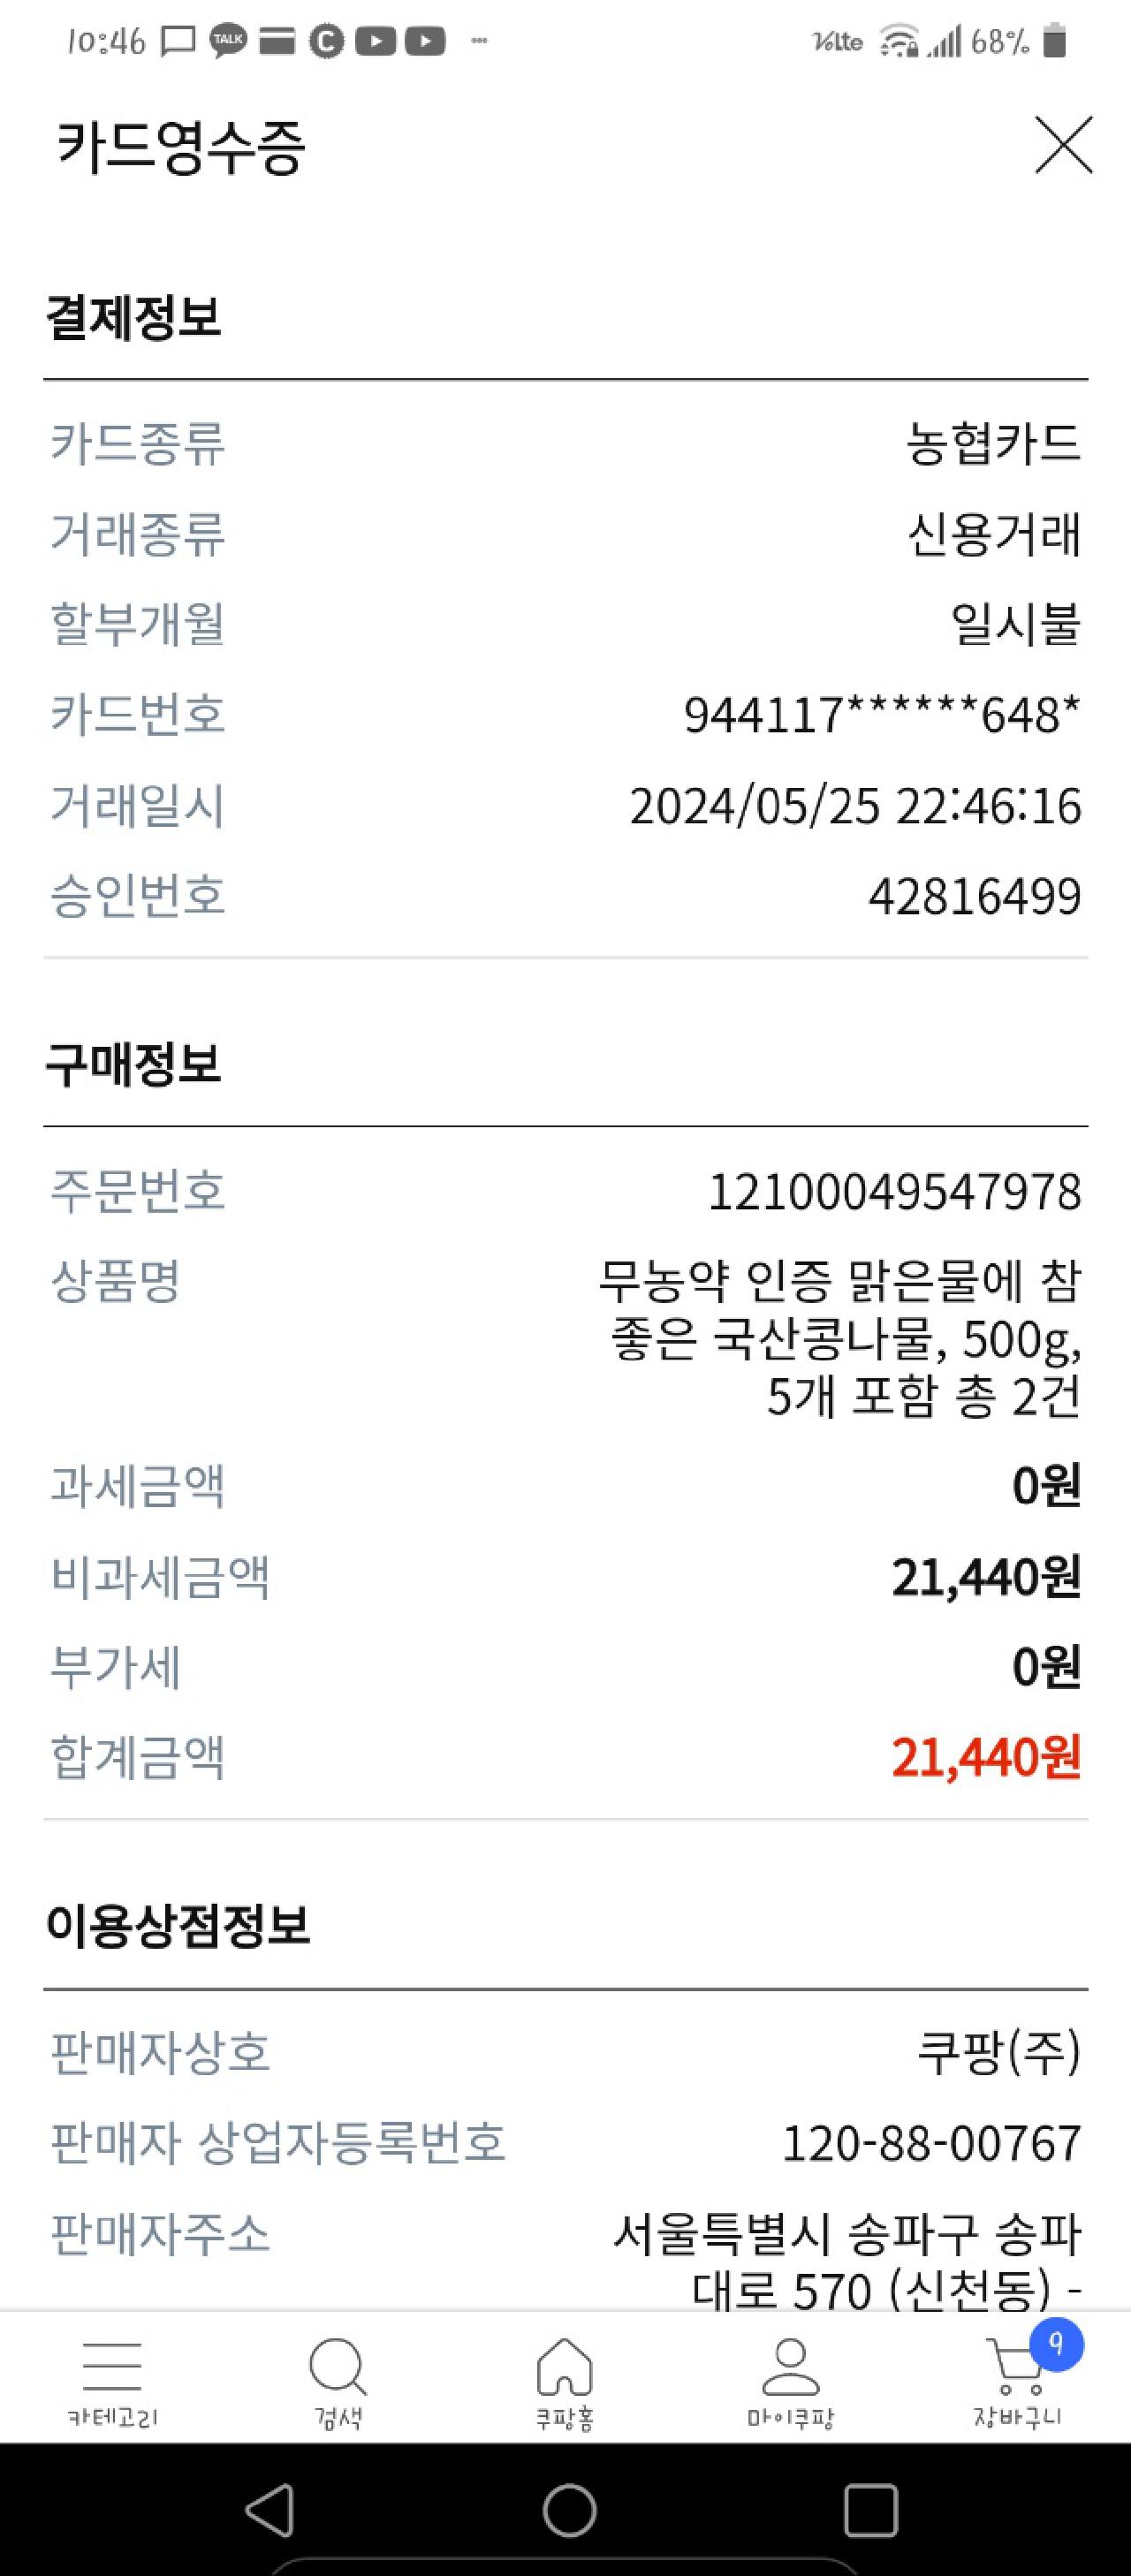 10:46 TALK C Volte 68%
카드영수증
결제정보
카드종류 농협카드
거래종류 신용거래
할부개월 일시불
카드번호 944117******648*
거래일시 2024/05/25 22:46:16
승인번호 42816499
구매정보
주문번호 12100049547978
상품명 무농약 인증 맑은물에 참
좋은 국산콩나물, 500g,
5개 포함 총 2건
과세금액 0원
비과세금액 21,440원
부가세 0원
합계금액 21,440원
이용상점정보
판매자상호 쿠팡(주)
판매자 상업자등록번호 120-88-00767
판매자주소 서울특별시 송파구 송파
대로 570 (신천동) -
9
카테고리 검색 쿠팡홈 마이쿠팡 장바구니